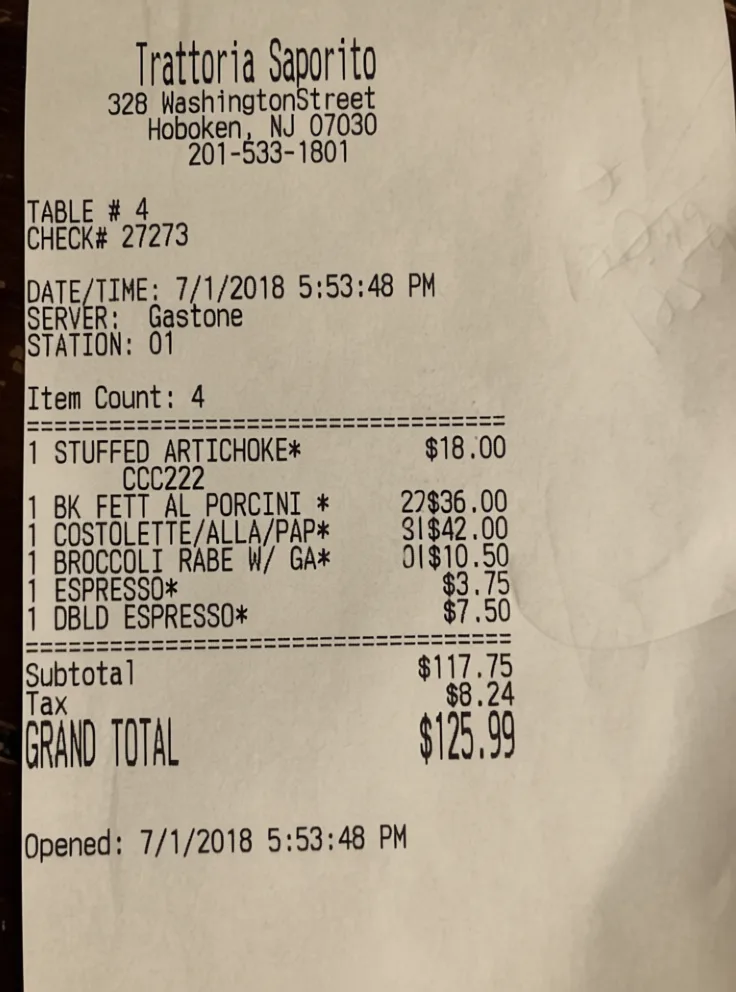 Trattoria Saporito
328 WashingtonStreet
Hoboken, NJ 07030
201-533-1801
TABLE # 4
CHECK# 27273
DATE/TIME: 7/1/2018 5:53:48 PM
SERVER: Gastone
STATION: 01
Item Count: 4
===================================
1 STUFFED ARTICHOKE* $18.00
CCC222
1 BK FETT AL PORCINI * $36.00
1 COSTOLETTE/ALLA/PAP* $42.00
1 BROCCOLI RABE W/ GA* $10.50
1 ESPRESSO* $3.75
1 DBLD ESPRESSO* $7.50
===================================
Subtotal $117.75
Tax $8.24
GRAND TOTAL $125.99
Opened: 7/1/2018 5:53:48 PM